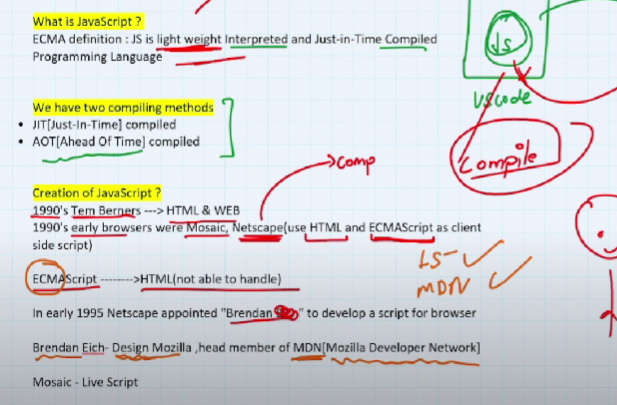 What is JavaScript ?
ECMA definition : JS is light weight Interpreted and Just-in-Time Compiled
Programming Language
Js
vscode
We have two compiling methods
• JIT[Just-In-Time] compiled
• AOT[Ahead Of Time] compiled
Compile
comp
Creation of JavaScript ?
1990's Tem Berners ---> HTML & WEB
1990's early browsers were Mosaic, Netscape(use HTML and ECMAScript as client
side script)
LS-
MDN
ECMAScript -------->HTML(not able to handle)
In early 1995 Netscape appointed "Brendan " to develop a script for browser
Brendan Eich- Design Mozilla ,head member of MDN[Mozilla Developer Network]
Mosaic - Live Script